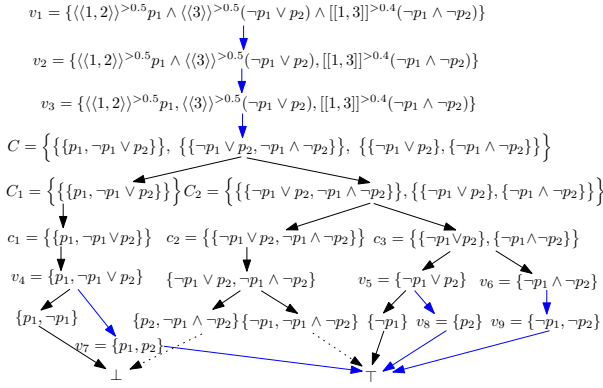 v₁ = {⟨⟨1, 2⟩⟩^{>0.5}p₁ ∧ ⟨⟨3⟩⟩^{>0.5}(¬p₁ ∨ p₂) ∧ [[1, 3]]^{>0.4}(¬p₁ ∧ ¬p₂)}
v₂ = {⟨⟨1, 2⟩⟩^{>0.5}p₁ ∧ ⟨⟨3⟩⟩^{>0.5}(¬p₁ ∨ p₂), [[1, 3]]^{>0.4}(¬p₁ ∧ ¬p₂)}
v₃ = {⟨⟨1, 2⟩⟩^{>0.5}p₁, ⟨⟨3⟩⟩^{>0.5}(¬p₁ ∨ p₂), [[1, 3]]^{>0.4}(¬p₁ ∧ ¬p₂)}
C = {{{p₁, ¬p₁ ∨ p₂}}, {{¬p₁ ∨ p₂, ¬p₁ ∧ ¬p₂}}, {{¬p₁ ∨ p₂}, {¬p₁ ∧ ¬p₂}}}
C₁ = {{{p₁, ¬p₁ ∨ p₂}}} C₂ = {{{¬p₁ ∨ p₂, ¬p₁ ∧ ¬p₂}}, {{¬p₁ ∨ p₂}, {¬p₁ ∧ ¬p₂}}}
c₁ = {{p₁, ¬p₁∨p₂}} c₂ = {{¬p₁∨p₂, ¬p₁∧¬p₂}} c₃ = {{¬p₁∨p₂}, {¬p₁∧¬p₂}}
v₄ = {p₁, ¬p₁ ∨ p₂} {¬p₁ ∨ p₂, ¬p₁ ∧ ¬p₂} v₅ = {¬p₁ ∨ p₂} v₆ = {¬p₁ ∧ ¬p₂}
{p₁, ¬p₁} {p₂, ¬p₁ ∧ ¬p₂} {¬p₁, ¬p₁ ∧ ¬p₂} {¬p₁} v₈ = {p₂} v₉ = {¬p₁, ¬p₂}
v₇ = {p₁, p₂}
⊥ ⊤